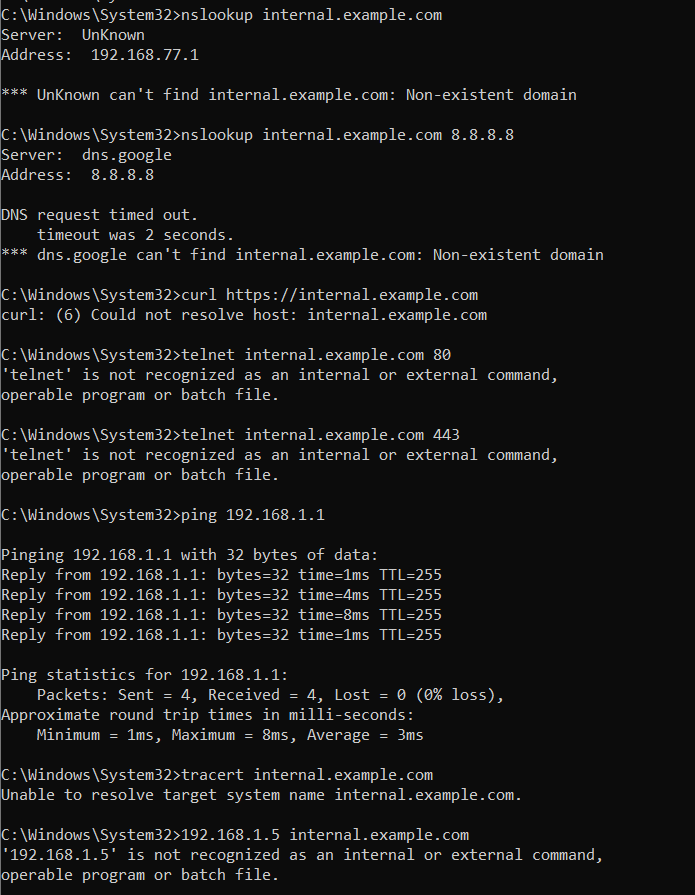 C:\Windows\System32>nslookup internal.example.com
Server:  UnKnown
Address:  192.168.77.1

*** UnKnown can't find internal.example.com: Non-existent domain

C:\Windows\System32>nslookup internal.example.com 8.8.8.8
Server:  dns.google
Address:  8.8.8.8

DNS request timed out.
    timeout was 2 seconds.
*** dns.google can't find internal.example.com: Non-existent domain

C:\Windows\System32>curl https://internal.example.com
curl: (6) Could not resolve host: internal.example.com

C:\Windows\System32>telnet internal.example.com 80
'telnet' is not recognized as an internal or external command,
operable program or batch file.

C:\Windows\System32>telnet internal.example.com 443
'telnet' is not recognized as an internal or external command,
operable program or batch file.

C:\Windows\System32>ping 192.168.1.1

Pinging 192.168.1.1 with 32 bytes of data:
Reply from 192.168.1.1: bytes=32 time=1ms TTL=255
Reply from 192.168.1.1: bytes=32 time=4ms TTL=255
Reply from 192.168.1.1: bytes=32 time=8ms TTL=255
Reply from 192.168.1.1: bytes=32 time=1ms TTL=255

Ping statistics for 192.168.1.1:
    Packets: Sent = 4, Received = 4, Lost = 0 (0% loss),
Approximate round trip times in milli-seconds:
    Minimum = 1ms, Maximum = 8ms, Average = 3ms

C:\Windows\System32>tracert internal.example.com
Unable to resolve target system name internal.example.com.

C:\Windows\System32>192.168.1.5 internal.example.com
'192.168.1.5' is not recognized as an internal or external command,
operable program or batch file.